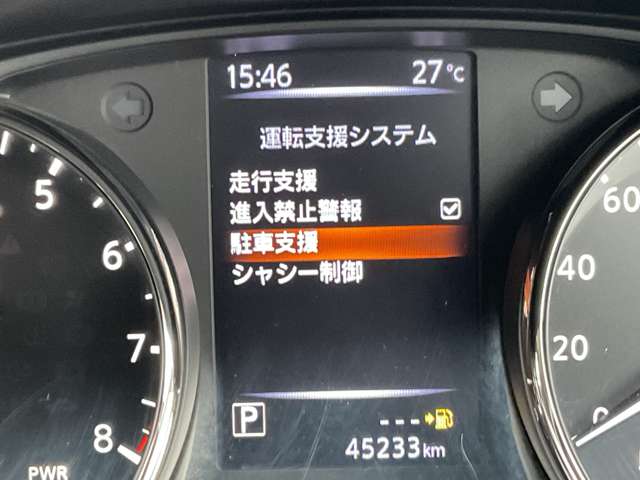 15:46 27℃
運転支援システム
走行支援
進入禁止警報
駐車支援
シャシー制御
P
---
45233km
5
6
7
8
PWR
60
40
20
0